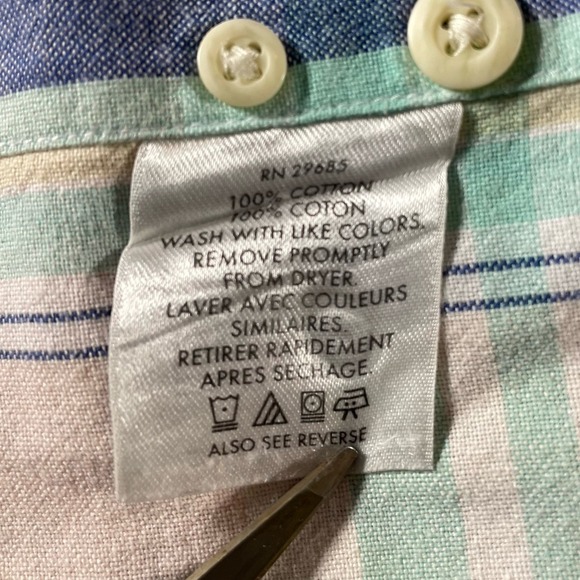 RN 29685
100% COTTON
100% COTON
WASH WITH LIKE COLORS.
REMOVE PROMPTLY
FROM DRYER.
LAVER AVEC COULEURS
SIMILAIRES.
RETIRER RAPIDEMENT
APRES SECHAGE.
ALSO SEE REVERSE